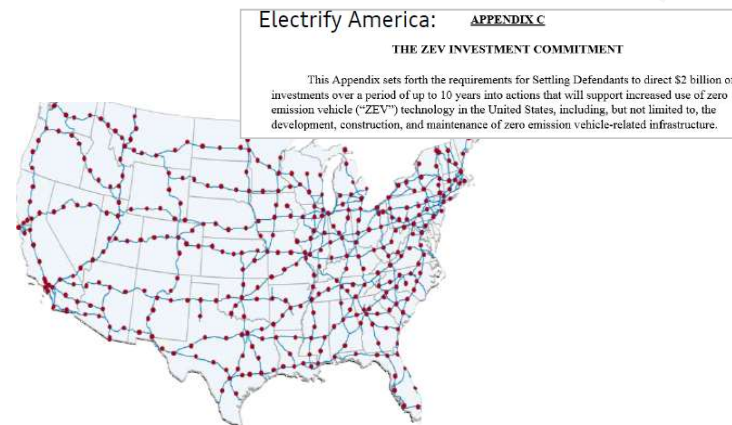 Electrify America:
APPENDIX C
THE ZEV INVESTMENT COMMITMENT
This Appendix sets forth the requirements for Settling Defendants to direct $2 billion
investments over a period of up to 10 years into actions that will support increased use of zero
emission vehicle (“ZEV”) technology in the United States, including, but not limited to, the
development, construction, and maintenance of zero emission vehicle-related infrastructure.